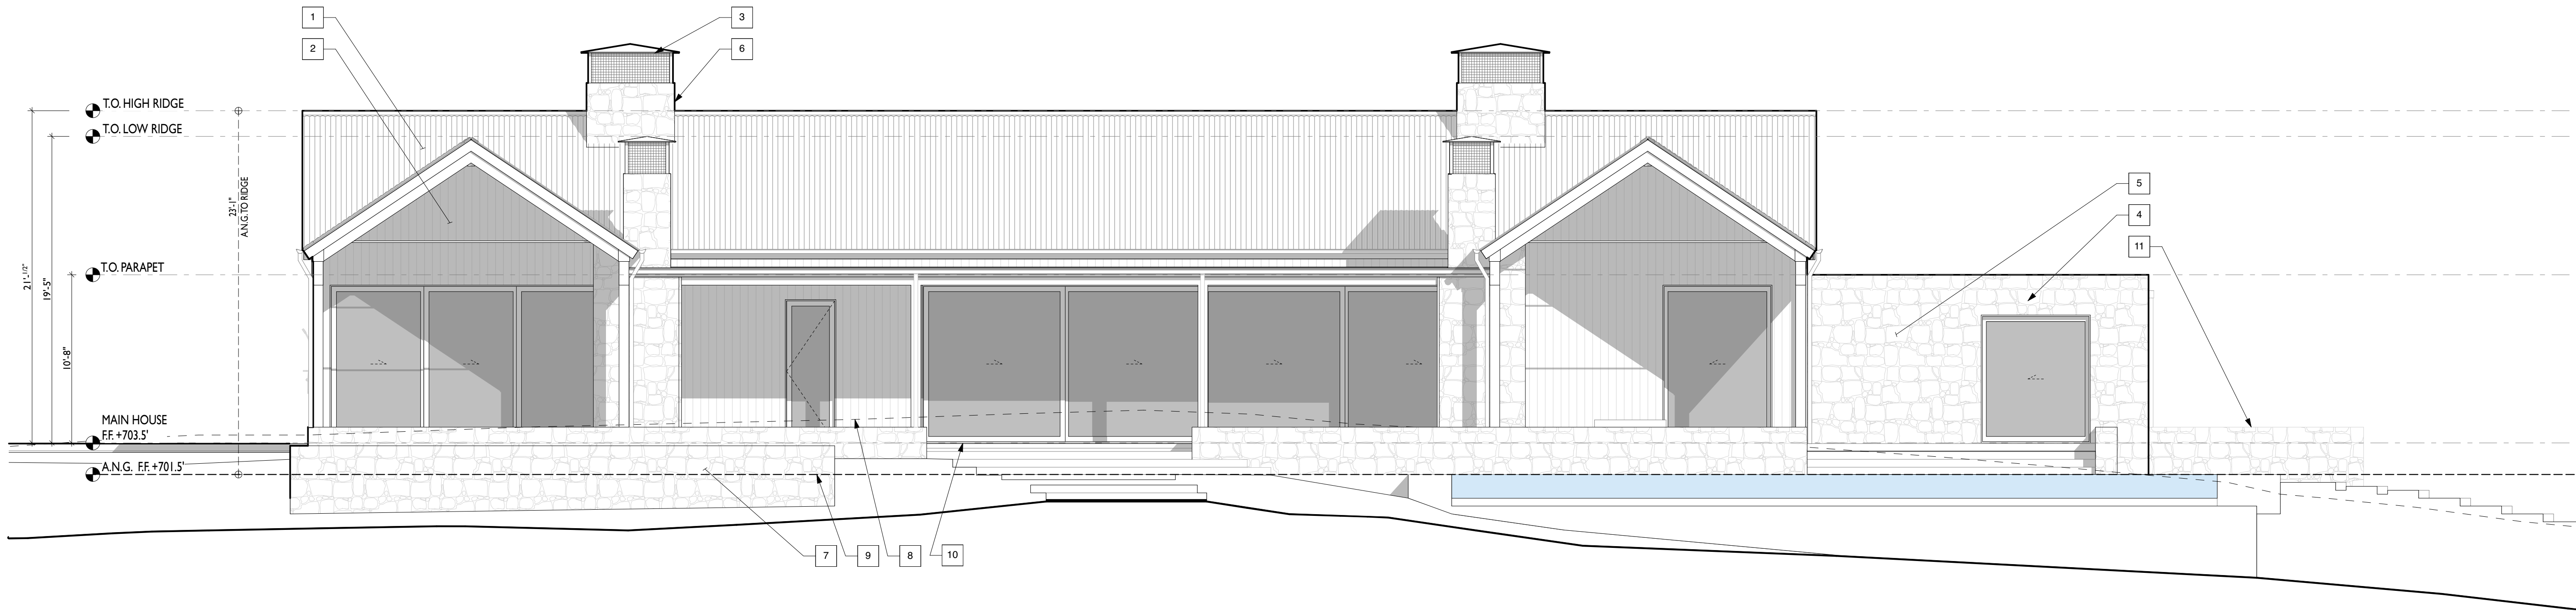 1
3
2
6
T.O. HIGH RIDGE
T.O. LOW RIDGE
21'-1/2"
19'-5"
23'-1"
A.N.G. TO RIDGE
5
4
11
T.O. PARAPET
10'-8"
MAIN HOUSE
F.F. +703.5'
A.N.G. F.F. +701.5'
7
9
8
10